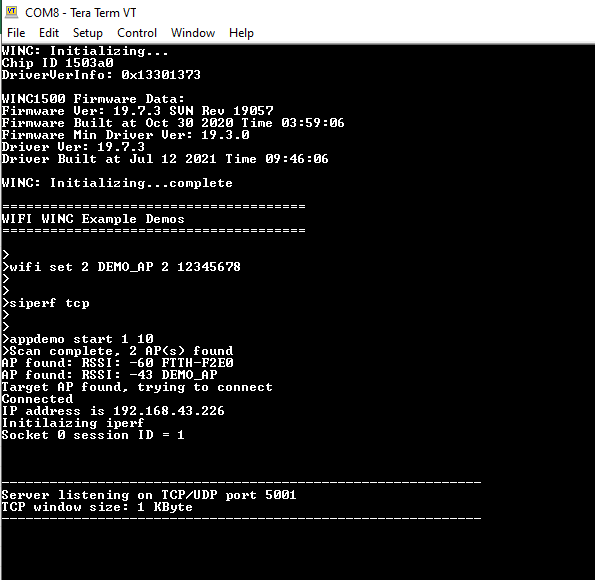 COM8 - Tera Term VT
File Edit Setup Control Window Help
WINC: Initializing...
Chip ID 1503a0
DriverVerInfo: 0x13301373
WINC1500 Firmware Data:
Firmware Ver: 19.7.3 SVN Rev 19057
Firmware Built at Oct 30 2020 Time 03:59:06
Firmware Min Driver Ver: 19.3.0
Driver Ver: 19.7.3
Driver Built at Jul 12 2021 Time 09:46:06
WINC: Initializing...complete
======================================
WIFI WINC Example Demos
======================================
>
>wifi set 2 DEMO_AP 2 12345678
>
>
>siperf tcp
>
>
>appdemo start 1 10
>Scan complete, 2 AP(s) found
AP found: RSSI: -60 FTTH-F2E0
AP found: RSSI: -43 DEMO_AP
Target AP found, trying to connect
Connected
IP address is 192.168.43.226
Initilaizing iperf
Socket 0 session ID = 1
------------------------------------------------------------
Server listening on TCP/UDP port 5001
TCP window size: 1 KByte
------------------------------------------------------------